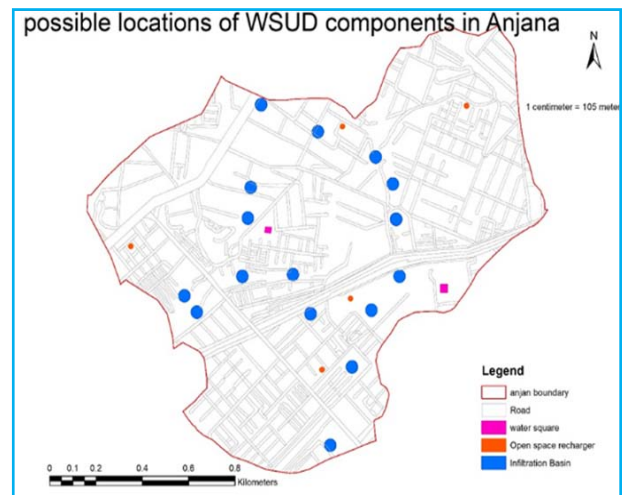 possible locations of WSUD components in Anjana
N
1 centimeter = 105 meter
Legend
anjan boundary
Road
water square
Open space recharger
Infiltration Basin
0 0.1 0.2 0.4 0.6 0.8
Kilometers